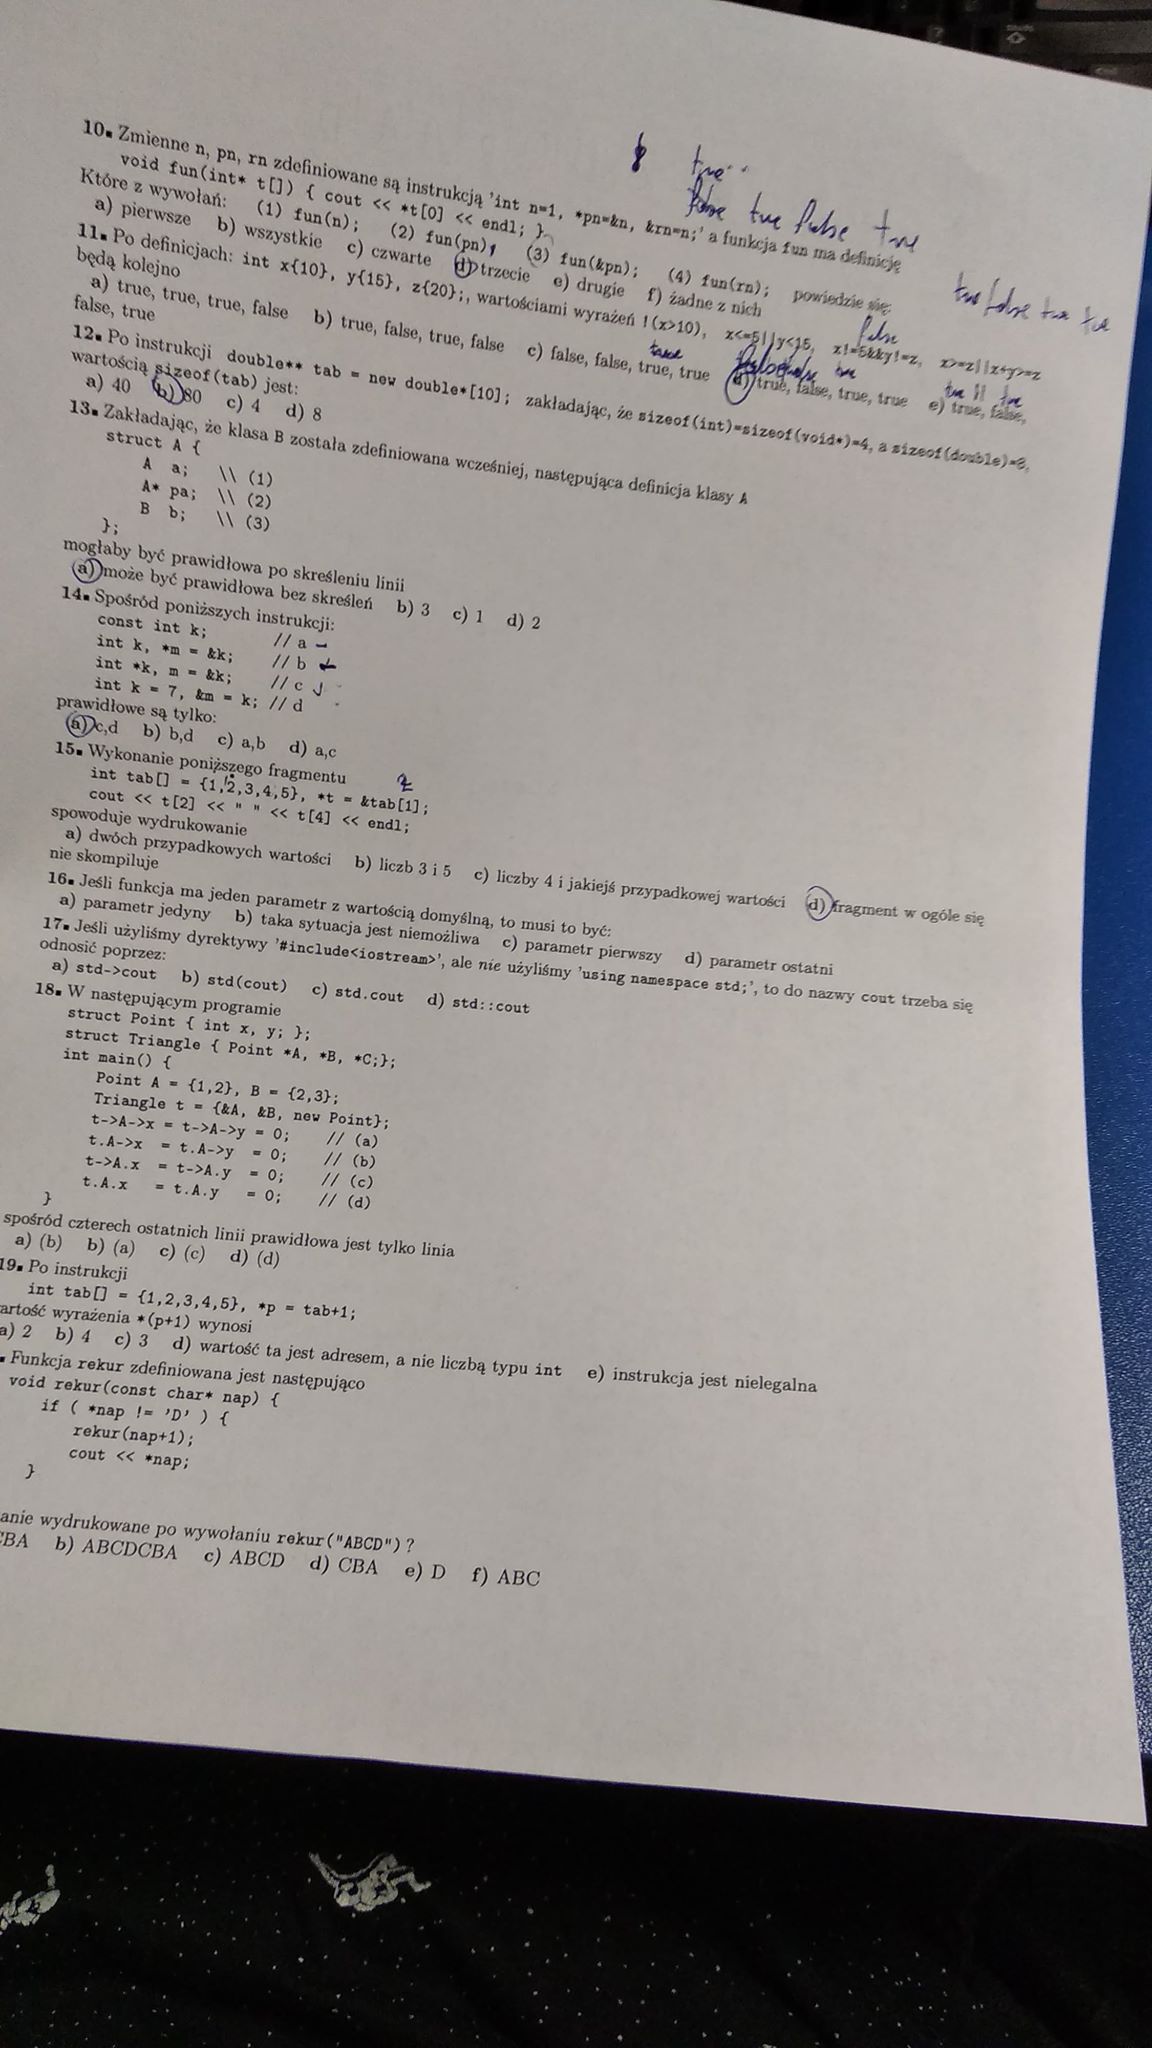 10. Zmienne n, pn, rn zdefiniowane są instrukcją 'int n=1, *pn=&n, &rn=n;' a funkcja fun ma definicję
void fun(int* t[]) { cout << *t[0] << endl; }
Które z wywołań: (1) fun(n); (2) fun(pn); (3) fun(&pn); (4) fun(rn); powiedzie się:
a) pierwsze b) wszystkie c) czwarte d) trzecie e) drugie f) żadne z nich
true
false true false true
true false true true
11. Po definicjach: int x{10}, y{15}, z{20};, wartościami wyrażeń !(x>10), x<=5||y<15, x!=5&&y!=z, x>=z||x+y>=z
będą kolejno
false
a) true, true, true, false b) true, false, true, false c) false, false, true, true d) true, false, true, true e) true, false,
false, true
true
true || true
12. Po instrukcji double** tab = new double*[10]; zakładając, że sizeof(int)=sizeof(void*)=4, a sizeof(double)=8,
wartością sizeof(tab) jest:
a) 40 b) 80 c) 4 d) 8
13. Zakładając, że klasa B została zdefiniowana wcześniej, następująca definicja klasy A
struct A {
A a; \\ (1)
A* pa; \\ (2)
B b; \\ (3)
};
mogłaby być prawidłowa po skreśleniu linii
a) może być prawidłowa bez skreśleń b) 3 c) 1 d) 2
14. Spośród poniższych instrukcji:
const int k; // a -
int k, *m = &k; // b
int *k, m = &k; // c
int k = 7, &m = k; // d
prawidłowe są tylko:
a) c,d b) b,d c) a,b d) a,c
15. Wykonanie poniższego fragmentu
int tab[] = {1,2,3,4,5}, *t = &tab[1];
cout << t[2] << " " << t[4] << endl;
spowoduje wydrukowanie
a) dwóch przypadkowych wartości b) liczb 3 i 5 c) liczby 4 i jakiejś przypadkowej wartości d) fragment w ogóle się
nie skompiluje
16. Jeśli funkcja ma jeden parametr z wartością domyślną, to musi to być:
a) parametr jedyny b) taka sytuacja jest niemożliwa c) parametr pierwszy d) parametr ostatni
17. Jeśli użyliśmy dyrektywy '#include<iostream>', ale nie użyliśmy 'using namespace std;', to do nazwy cout trzeba się
odnosić poprzez:
a) std->cout b) std(cout) c) std.cout d) std::cout
18. W następującym programie
struct Point { int x, y; };
struct Triangle { Point *A, *B, *C;};
int main() {
Point A = {1,2}, B = {2,3};
Triangle t = {&A, &B, new Point};
t->A->x = t->A->y = 0; // (a)
t.A->x = t.A->y = 0; // (b)
t->A.x = t->A.y = 0; // (c)
t.A.x = t.A.y = 0; // (d)
}
spośród czterech ostatnich linii prawidłowa jest tylko linia
a) (b) b) (a) c) (c) d) (d)
19. Po instrukcji
int tab[] = {1,2,3,4,5}, *p = tab+1;
artość wyrażenia *(p+1) wynosi
a) 2 b) 4 c) 3 d) wartość ta jest adresem, a nie liczbą typu int e) instrukcja jest nielegalna
Funkcja rekur zdefiniowana jest następująco
void rekur(const char* nap) {
if ( *nap != 'D' ) {
rekur(nap+1);
cout << *nap;
}
anie wydrukowane po wywołaniu rekur("ABCD") ?
CBA b) ABCDCBA c) ABCD d) CBA e) D f) ABC